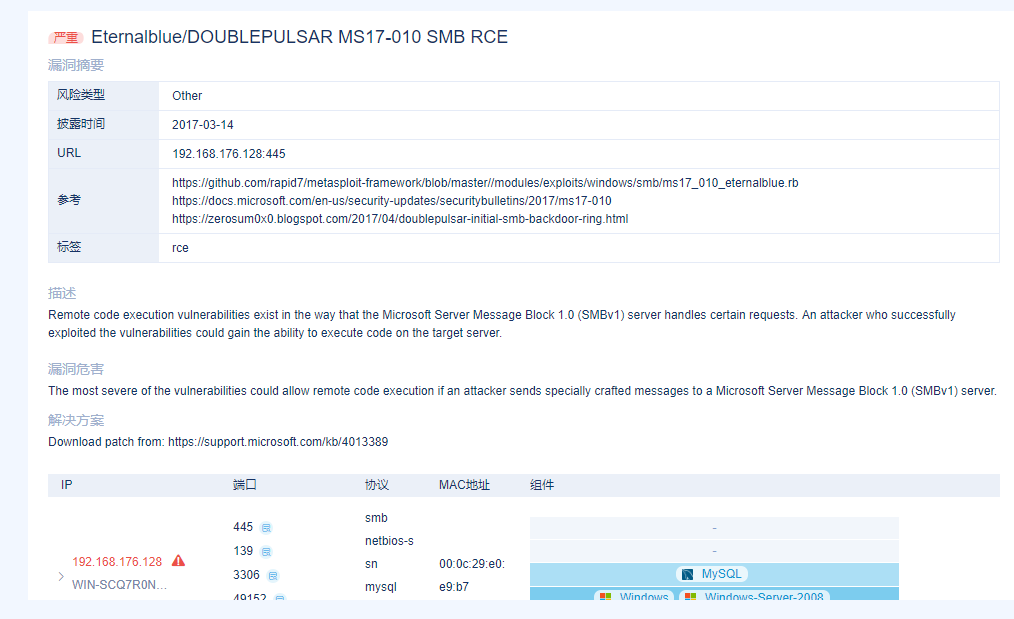 严重 Eternalblue/DOUBLEPULSAR MS17-010 SMB RCE
漏洞摘要
风险类型 Other
披露时间 2017-03-14
URL 192.168.176.128:445
参考 https://github.com/rapid7/metasploit-framework/blob/master//modules/exploits/windows/smb/ms17_010_eternalblue.rb
https://docs.microsoft.com/en-us/security-updates/securitybulletins/2017/ms17-010
https://zerosum0x0.blogspot.com/2017/04/doublepulsar-initial-smb-backdoor-ring.html
标签 rce
描述
Remote code execution vulnerabilities exist in the way that the Microsoft Server Message Block 1.0 (SMBv1) server handles certain requests. An attacker who successfully
exploited the vulnerabilities could gain the ability to execute code on the target server.
漏洞危害
The most severe of the vulnerabilities could allow remote code execution if an attacker sends specially crafted messages to a Microsoft Server Message Block 1.0 (SMBv1) server.
解决方案
Download patch from: https://support.microsoft.com/kb/4013389
IP 端口 协议 MAC地址 组件
192.168.176.128
WIN-SCQ7R0N...
445
139
3306
49152
smb
netbios-s
sn
mysql
00:0c:29:e0:
e9:b7
-
-
MySQL
Windows Windows-Server-2008